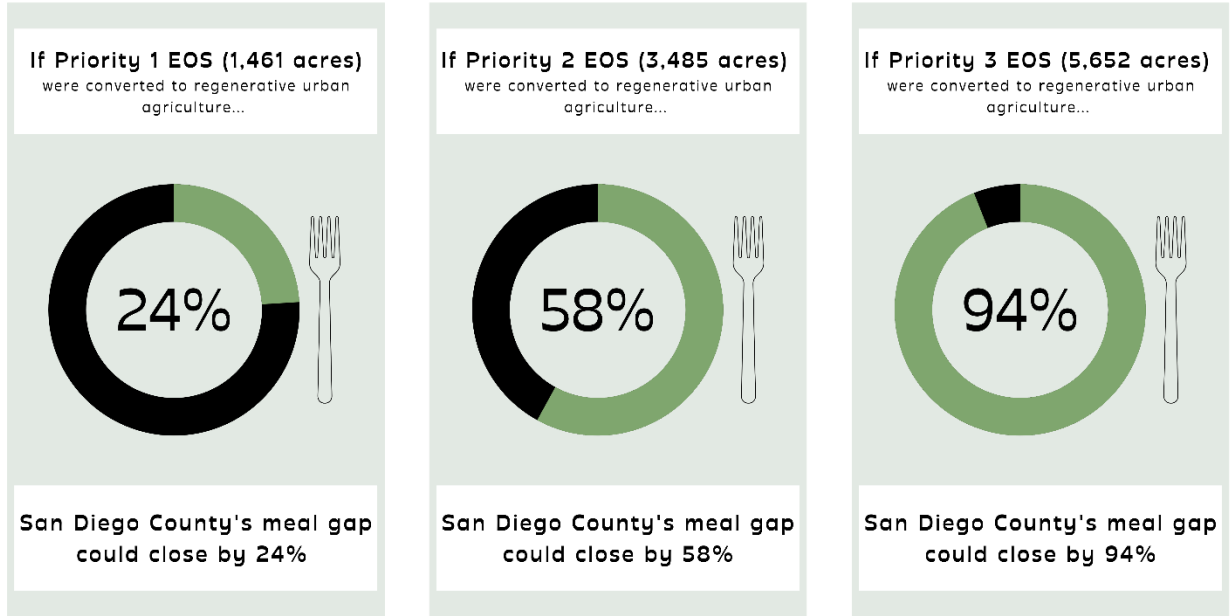 If Priority 1 EOS (1,461 acres)
were converted to regenerative urban
agriculture...
24%
San Diego County's meal gap
could close by 24%
If Priority 2 EOS (3,485 acres)
were converted to regenerative urban
agriculture...
58%
San Diego County's meal gap
could close by 58%
If Priority 3 EOS (5,652 acres)
were converted to regenerative urban
agriculture...
94%
San Diego County's meal gap
could close by 94%